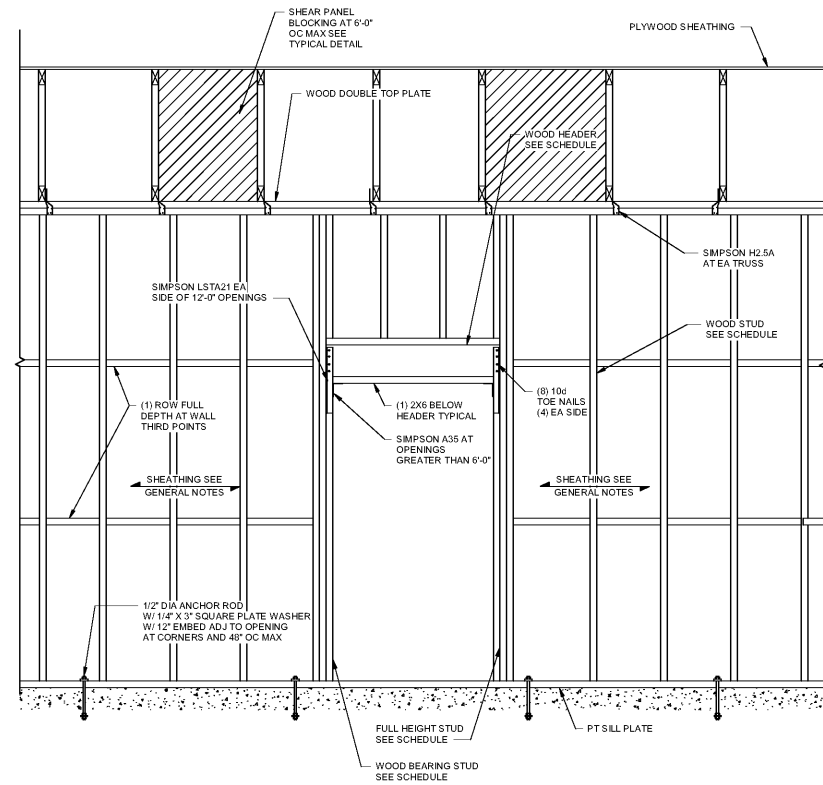 SHEAR PANEL
BLOCKING AT 6'-0"
OC MAX SEE
TYPICAL DETAIL
PLYWOOD SHEATHING
WOOD DOUBLE TOP PLATE
WOOD HEADER
SEE SCHEDULE
SIMPSON H2.5A
AT EA TRUSS
SIMPSON LSTA21 EA
SIDE OF 12'-0" OPENINGS
WOOD STUD
SEE SCHEDULE
(1) ROW FULL
DEPTH AT WALL
THIRD POINTS
(1) 2X6 BELOW
HEADER TYPICAL
(8) 10d
TOE NAILS
(4) EA SIDE
SIMPSON A35 AT
OPENINGS
GREATER THAN 6'-0"
SHEATHING SEE
GENERAL NOTES
SHEATHING SEE
GENERAL NOTES
1/2" DIA ANCHOR ROD
W/ 1/4" X 3" SQUARE PLATE WASHER
W/ 12" EMBED ADJ TO OPENING
AT CORNERS AND 48" OC MAX
FULL HEIGHT STUD
SEE SCHEDULE
PT SILL PLATE
WOOD BEARING STUD
SEE SCHEDULE